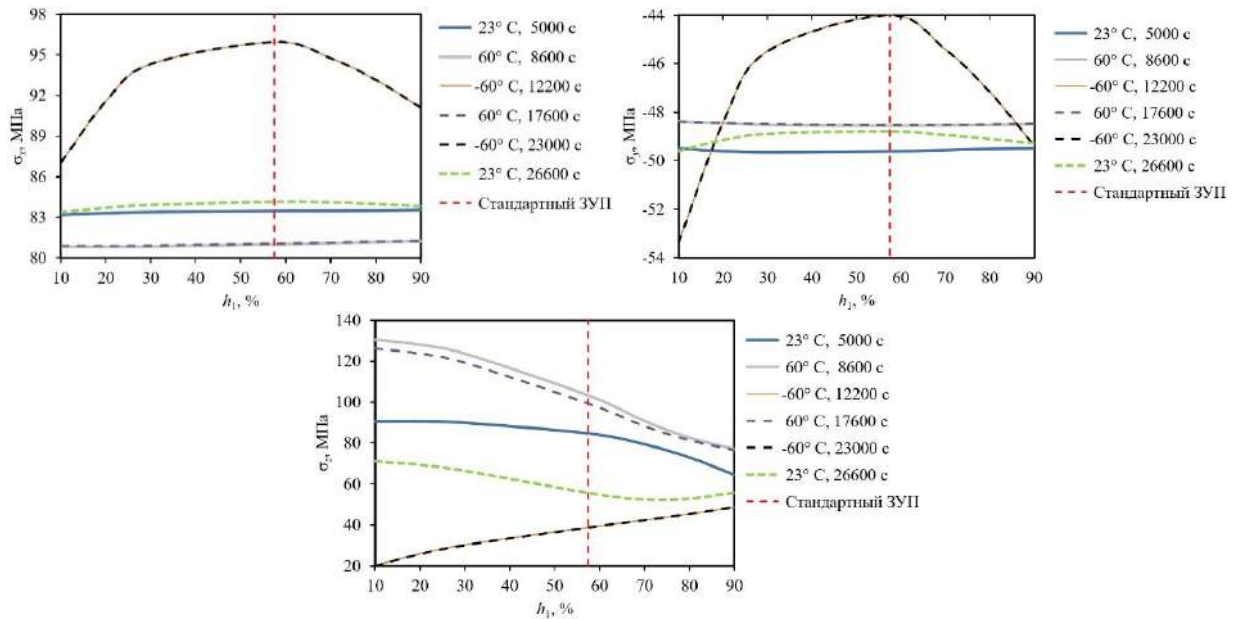 98
95
92
89
86
83
80
σx, МПа
10 20 30 40 50 60 70 80 90
h₁, %
23° C, 5000 с
60° C, 8600 с
-60° C, 12200 с
60° C, 17600 с
-60° C, 23000 с
23° C, 26600 с
Стандартный ЗУП
-44
-46
-48
-50
-52
-54
σy, МПа
10 20 30 40 50 60 70 80 90
h₁, %
23° C, 5000 с
60° C, 8600 с
-60° C, 12200 с
60° C, 17600 с
-60° C, 23000 с
23° C, 26600 с
Стандартный ЗУП
140
120
100
80
60
40
20
σz, МПа
10 20 30 40 50 60 70 80 90
h₁, %
23° C, 5000 с
60° C, 8600 с
-60° C, 12200 с
60° C, 17600 с
-60° C, 23000 с
23° C, 26600 с
Стандартный ЗУП